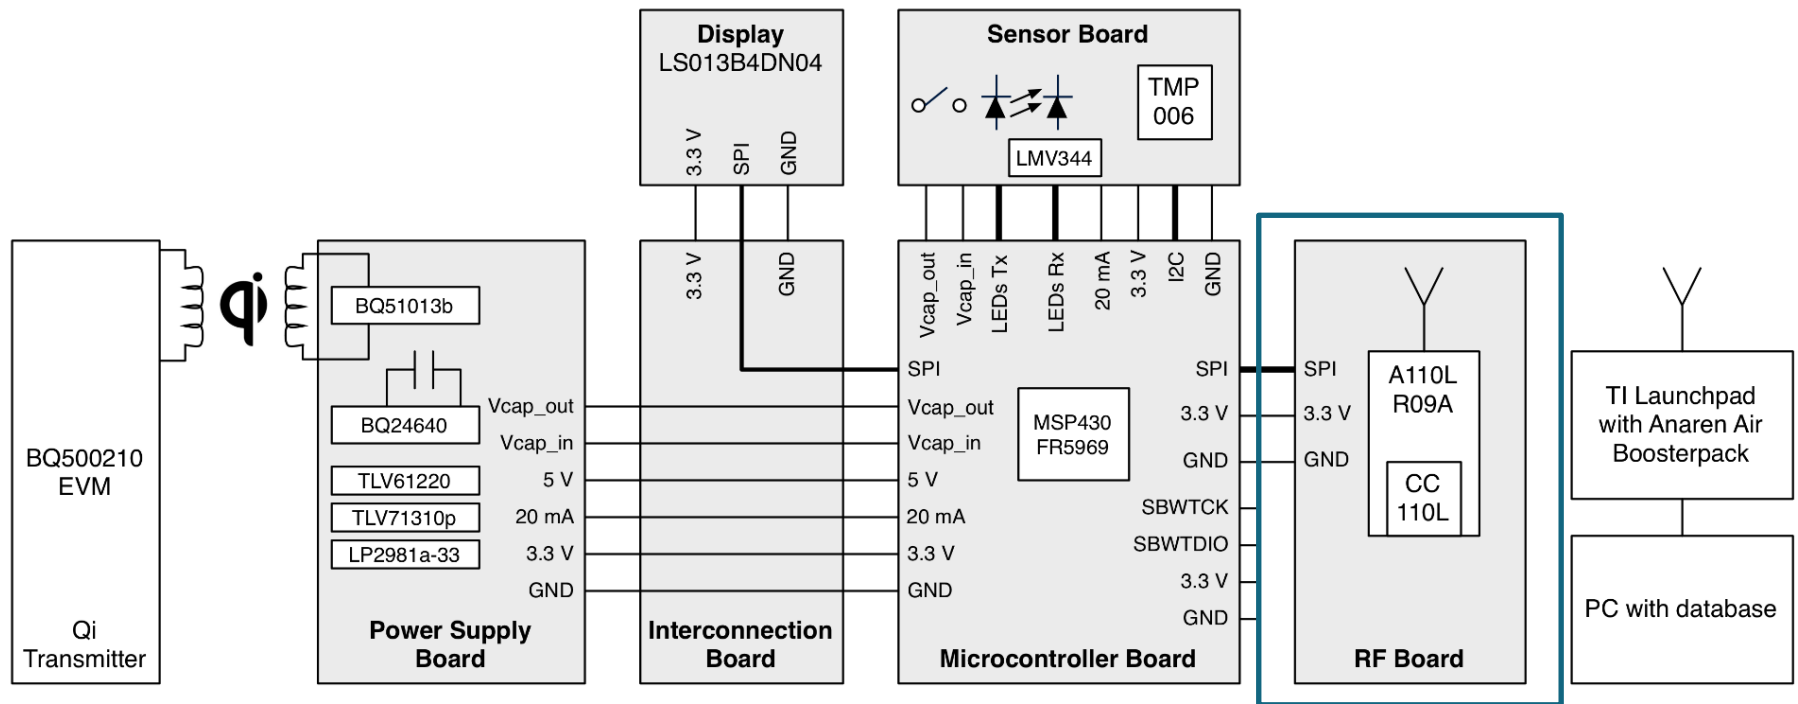 Display
LS013B4DN04
3.3 V
SPI
GND
Sensor Board
TMP
006
LMV344
BQ500210
EVM
Qi
Transmitter
qi
BQ51013b
BQ24640
TLV61220
TLV71310p
LP2981a-33
Vcap_out
Vcap_in
5 V
20 mA
3.3 V
GND
Power Supply
Board
3.3 V
GND
Interconnection
Board
Vcap_out
Vcap_in
LEDs Tx
LEDs Rx
20 mA
3.3 V
I2C
GND
SPI
Vcap_out
Vcap_in
5 V
20 mA
3.3 V
GND
MSP430
FR5969
SPI
3.3 V
GND
SBWTCK
SBWTDIO
3.3 V
GND
Microcontroller Board
SPI
3.3 V
GND
A110L
R09A
CC
110L
RF Board
TI Launchpad
with Anaren Air
Boosterpack
PC with database